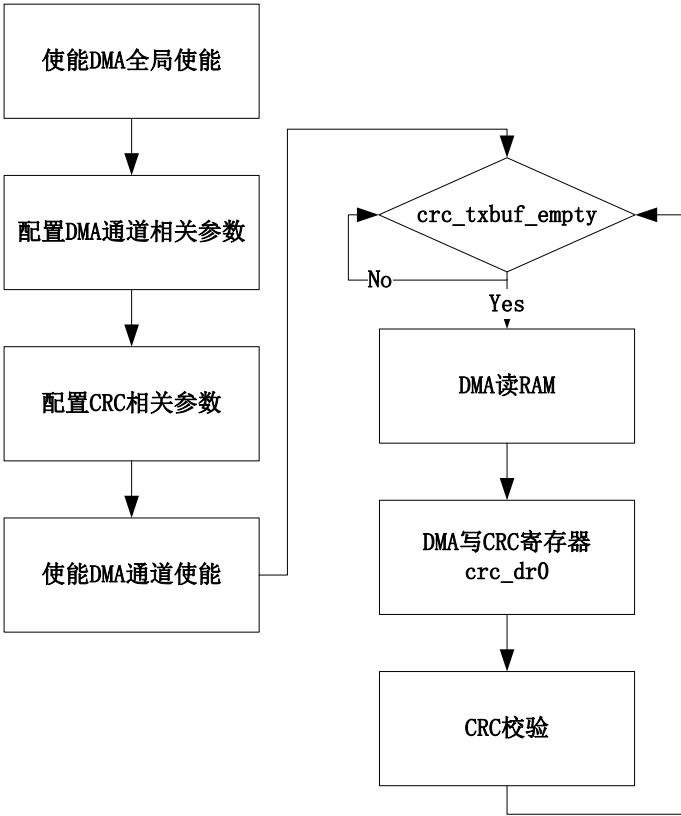 使能DMA全局使能
配置DMA通道相关参数
配置CRC相关参数
使能DMA通道使能
crc_txbuf_empty
No
Yes
DMA读RAM
DMA写CRC寄存器
crc_dr0
CRC校验